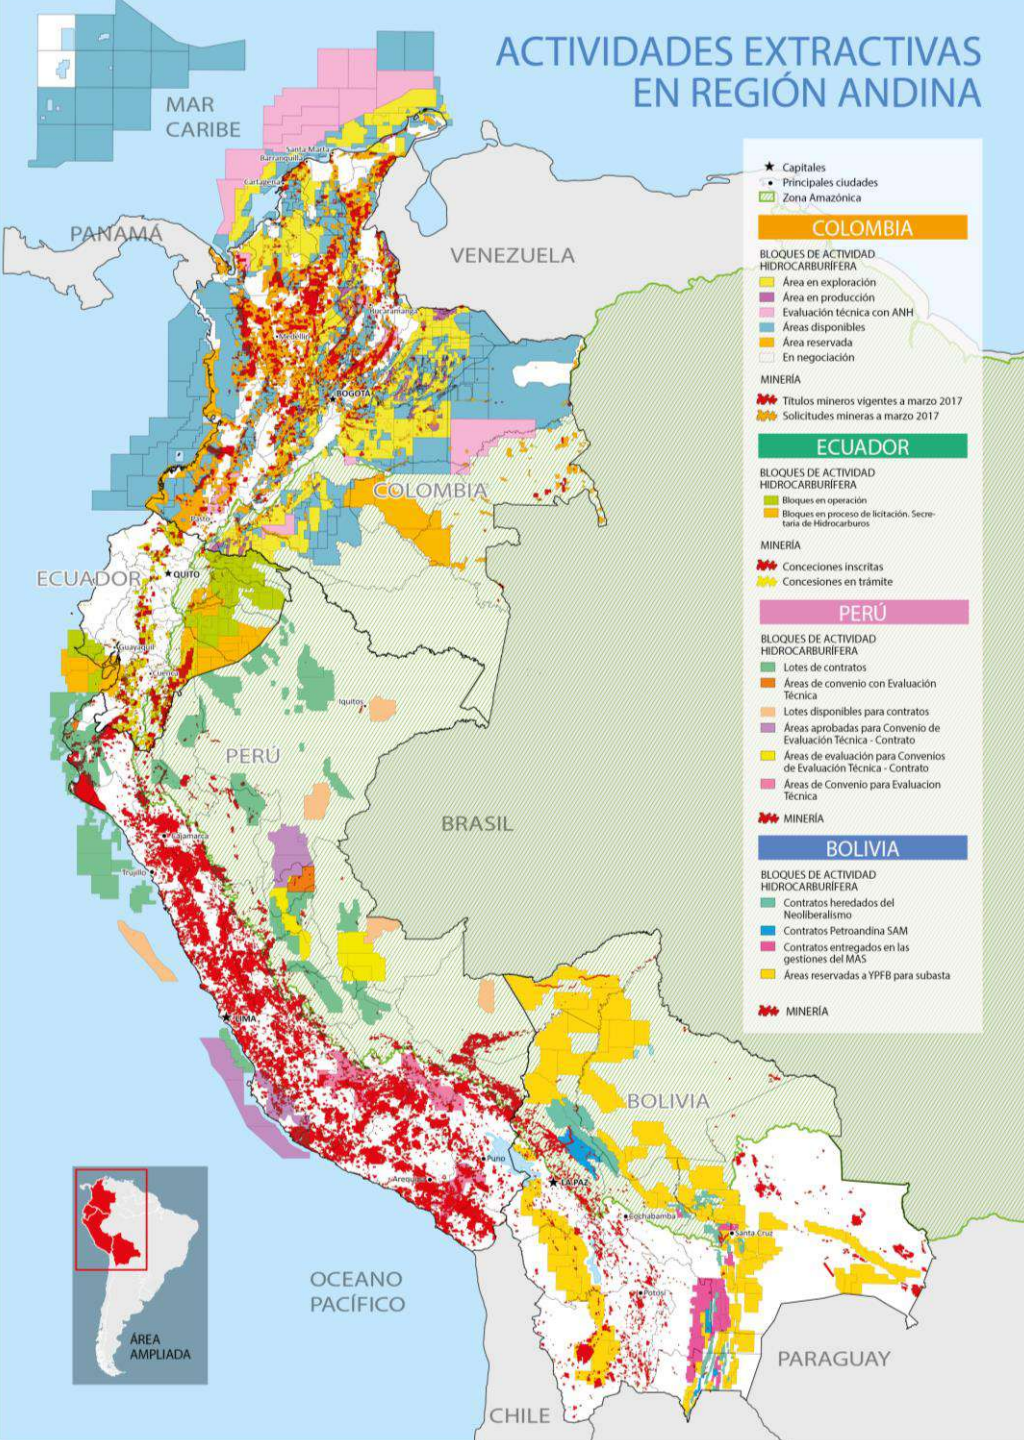 ACTIVIDADES EXTRACTIVAS
EN REGIÓN ANDINA
MAR
CARIBE
PANAMÁ
VENEZUELA
Santa Marta
Barranquilla
Cartagena
Bucaramanga
Medellín
BOGOTÁ
COLOMBIA
Pasto
ECUADOR
QUITO
Guayaquil
Cuenca
Iquitos
PERÚ
BRASIL
Cajamarca
Trujillo
LIMA
BOLIVIA
Puno
Arequipa
LA PAZ
Cochabamba
Santa Cruz
Potosí
OCEANO
PACÍFICO
PARAGUAY
CHILE
ÁREA
AMPLIADA
Capitales
Principales ciudades
Zona Amazónica
COLOMBIA
BLOQUES DE ACTIVIDAD
HIDROCARBURÍFERA
Área en exploración
Área en producción
Evaluación técnica con ANH
Áreas disponibles
Área reservada
En negociación
MINERÍA
Títulos mineros vigentes a marzo 2017
Solicitudes mineras a marzo 2017
ECUADOR
BLOQUES DE ACTIVIDAD
HIDROCARBURÍFERA
Bloques en operación
Bloques en proceso de licitación. Secre-
taria de Hidrocarburos
MINERÍA
Conceciones inscritas
Concesiones en trámite
PERÚ
BLOQUES DE ACTIVIDAD
HIDROCARBURÍFERA
Lotes de contratos
Áreas de convenio con Evaluación
Técnica
Lotes disponibles para contratos
Áreas aprobadas para Convenio de
Evaluación Técnica - Contrato
Áreas de evaluación para Convenios
de Evaluación Técnica - Contrato
Áreas de Convenio para Evaluacion
Técnica
MINERÍA
BOLIVIA
BLOQUES DE ACTIVIDAD
HIDROCARBURÍFERA
Contratos heredados del
Neoliberalismo
Contratos Petroandina SAM
Contratos entregados en las
gestiones del MAS
Áreas reservadas a YPFB para subasta
MINERÍA